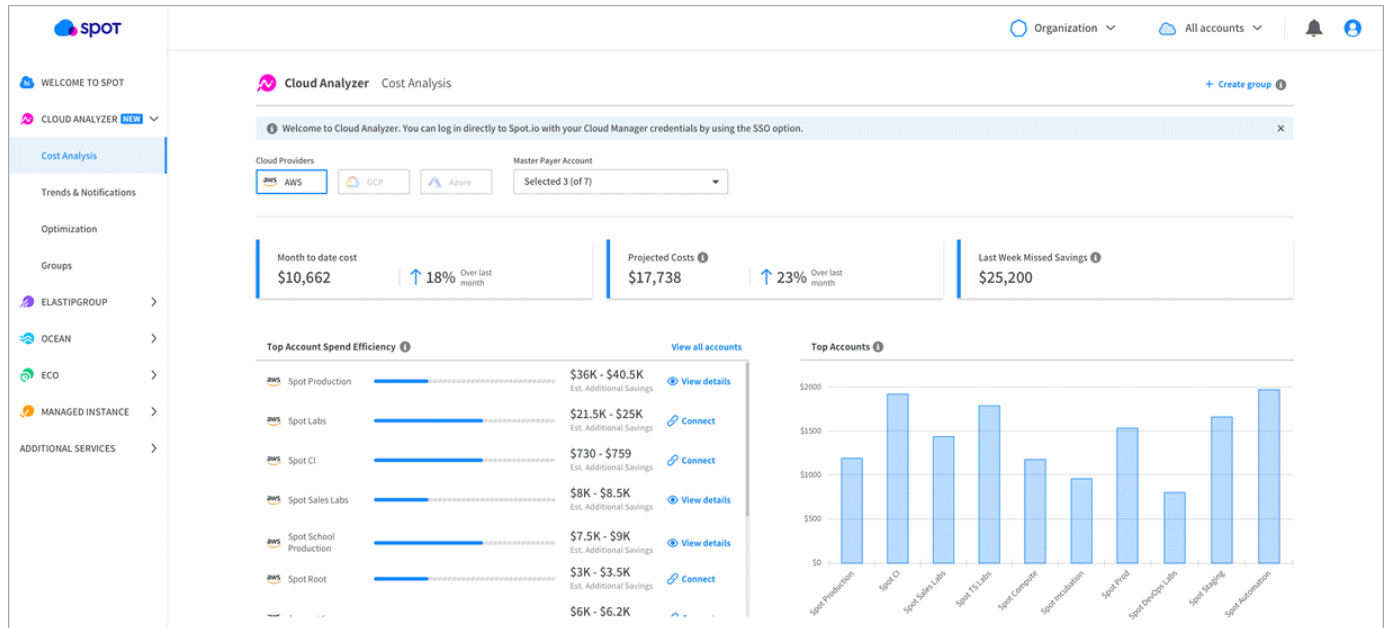 spot
Organization
All accounts
WELCOME TO SPOT
CLOUD ANALYZER NEW
Cost Analysis
Trends & Notifications
Optimization
Groups
ELASTIPGROUP
OCEAN
ECO
MANAGED INSTANCE
ADDITIONAL SERVICES
Cloud Analyzer Cost Analysis
+ Create group
Welcome to Cloud Analyzer. You can log in directly to Spot.io with your Cloud Manager credentials by using the SSO option.
Cloud Providers
aws AWS
GCP
Azure
Master Payer Account
Selected 3 (of 7)
Month to date cost
$10,662
18% Over last month
Projected Costs
$17,738
23% Over last month
Last Week Missed Savings
$25,200
Top Account Spend Efficiency
View all accounts
aws Spot Production $36K - $40.5K View details
Est. Additional Savings
aws Spot Labs $21.5K - $25K Connect
Est. Additional Savings
aws Spot CI $730 - $759 Connect
Est. Additional Savings
aws Spot Sales Labs $8K - $8.5K View details
Est. Additional Savings
aws Spot School Production $7.5K - $9K View details
Est. Additional Savings
aws Spot Root $3K - $3.5K Connect
Est. Additional Savings
$6K - $6.2K
Top Accounts
$2000
$1500
$1000
$500
$0
Spot Production
Spot CI
Spot Sales Labs
Spot TS Labs
Spot Compute
Spot Incubation
Spot Prod
Spot DevOps Labs
Spot Staging
Spot Automation